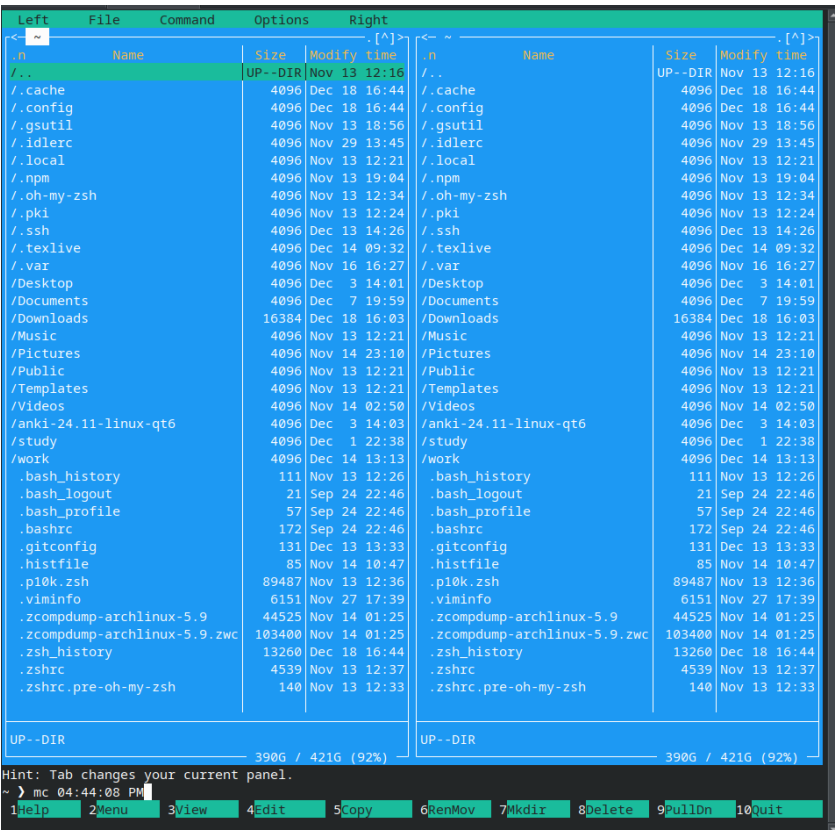 Left File Command Options Right
<─ ~ .[^]> <─ ~ .[^]>
.n Name Size Modify time .n Name Size Modify time
/.. UP--DIR Nov 13 12:16 /.. UP--DIR Nov 13 12:16
/.cache 4096 Dec 18 16:44 /.cache 4096 Dec 18 16:44
/.config 4096 Dec 18 16:44 /.config 4096 Dec 18 16:44
/.gsutil 4096 Nov 13 18:56 /.gsutil 4096 Nov 13 18:56
/.idlerc 4096 Nov 29 13:45 /.idlerc 4096 Nov 29 13:45
/.local 4096 Nov 13 12:21 /.local 4096 Nov 13 12:21
/.npm 4096 Nov 13 19:04 /.npm 4096 Nov 13 19:04
/.oh-my-zsh 4096 Nov 13 12:34 /.oh-my-zsh 4096 Nov 13 12:34
/.pki 4096 Nov 13 12:24 /.pki 4096 Nov 13 12:24
/.ssh 4096 Dec 13 14:26 /.ssh 4096 Dec 13 14:26
/.texlive 4096 Dec 14 09:32 /.texlive 4096 Dec 14 09:32
/.var 4096 Nov 16 16:27 /.var 4096 Nov 16 16:27
/Desktop 4096 Dec 3 14:01 /Desktop 4096 Dec 3 14:01
/Documents 4096 Dec 7 19:59 /Documents 4096 Dec 7 19:59
/Downloads 16384 Dec 18 16:03 /Downloads 16384 Dec 18 16:03
/Music 4096 Nov 13 12:21 /Music 4096 Nov 13 12:21
/Pictures 4096 Nov 14 23:10 /Pictures 4096 Nov 14 23:10
/Public 4096 Nov 13 12:21 /Public 4096 Nov 13 12:21
/Templates 4096 Nov 13 12:21 /Templates 4096 Nov 13 12:21
/Videos 4096 Nov 14 02:50 /Videos 4096 Nov 14 02:50
/anki-24.11-linux-qt6 4096 Dec 3 14:03 /anki-24.11-linux-qt6 4096 Dec 3 14:03
/study 4096 Dec 1 22:38 /study 4096 Dec 1 22:38
/work 4096 Dec 14 13:13 /work 4096 Dec 14 13:13
.bash_history 111 Nov 13 12:26 .bash_history 111 Nov 13 12:26
.bash_logout 21 Sep 24 22:46 .bash_logout 21 Sep 24 22:46
.bash_profile 57 Sep 24 22:46 .bash_profile 57 Sep 24 22:46
.bashrc 172 Sep 24 22:46 .bashrc 172 Sep 24 22:46
.gitconfig 131 Dec 13 13:33 .gitconfig 131 Dec 13 13:33
.histfile 85 Nov 14 10:47 .histfile 85 Nov 14 10:47
.p10k.zsh 89487 Nov 13 12:36 .p10k.zsh 89487 Nov 13 12:36
.viminfo 6151 Nov 27 17:39 .viminfo 6151 Nov 27 17:39
.zcompdump-archlinux-5.9 44525 Nov 14 01:25 .zcompdump-archlinux-5.9 44525 Nov 14 01:25
.zcompdump-archlinux-5.9.zwc 103400 Nov 14 01:25 .zcompdump-archlinux-5.9.zwc 103400 Nov 14 01:25
.zsh_history 13260 Dec 18 16:44 .zsh_history 13260 Dec 18 16:44
.zshrc 4539 Nov 13 12:37 .zshrc 4539 Nov 13 12:37
.zshrc.pre-oh-my-zsh 140 Nov 13 12:33 .zshrc.pre-oh-my-zsh 140 Nov 13 12:33
UP--DIR UP--DIR
390G / 421G (92%) 390G / 421G (92%)
Hint: Tab changes your current panel.
~ ❯ mc 04:44:08 PM
1Help 2Menu 3View 4Edit 5Copy 6RenMov 7Mkdir 8Delete 9PullDn 10Quit